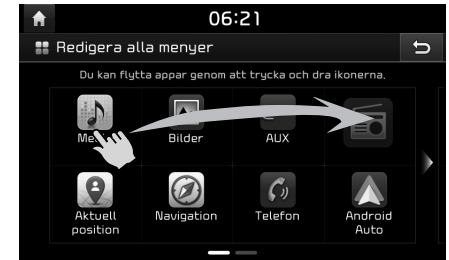 06:21
Redigera alla menyer
Du kan flytta appar genom att trycka och dra ikonerna.
Bilder
AUX
Aktuell position
Navigation
Telefon
Android Auto